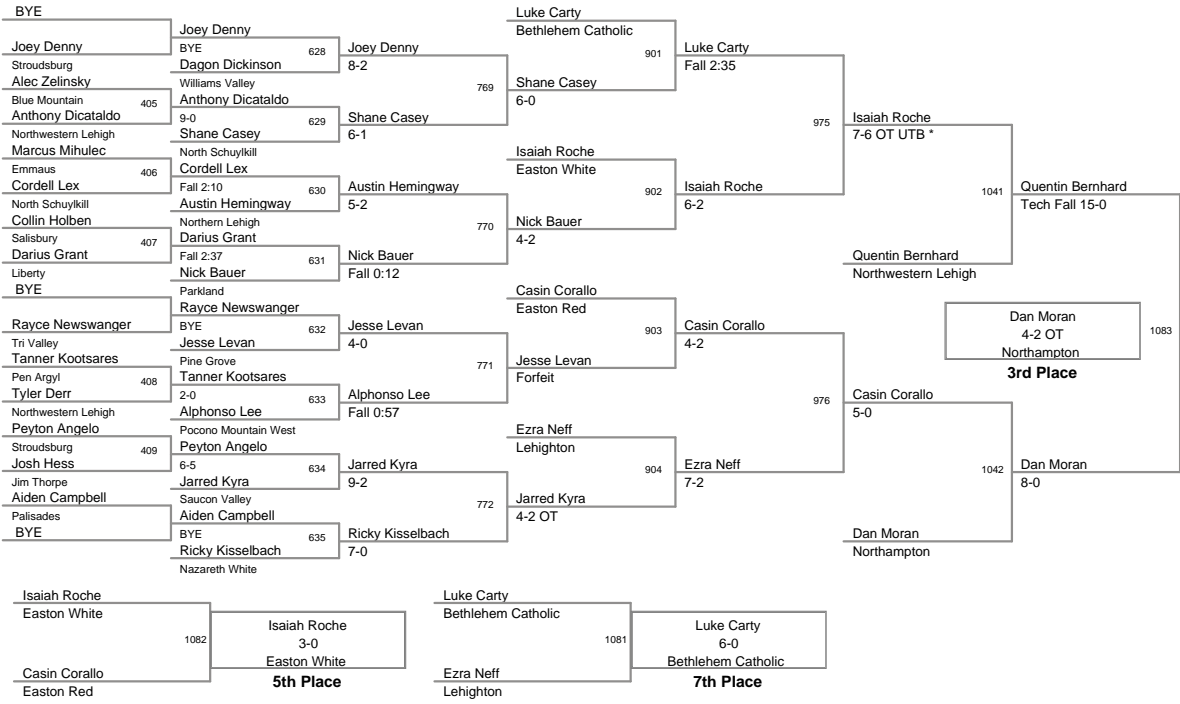 BYE
Joey Denny
Stroudsburg
Alec Zelinsky
Blue Mountain
405
Anthony Dicataldo
Northwestern Lehigh
Marcus Mihulec
Emmaus
406
Cordell Lex
North Schuylkill
Collin Holben
Salisbury
407
Darius Grant
Liberty
BYE
Rayce Newswanger
Tri Valley
Tanner Kootsares
Pen Argyl
408
Tyler Derr
Northwestern Lehigh
Peyton Angelo
Stroudsburg
409
Josh Hess
Jim Thorpe
Aiden Campbell
Palisades
BYE
Joey Denny
BYE
628
Dagon Dickinson
Williams Valley
Anthony Dicataldo
9-0
629
Shane Casey
North Schuylkill
Cordell Lex
Fall 2:10
630
Austin Hemingway
Northern Lehigh
Darius Grant
Fall 2:37
631
Nick Bauer
Parkland
Rayce Newswanger
BYE
632
Jesse Levan
Pine Grove
Tanner Kootsares
2-0
633
Alphonso Lee
Pocono Mountain West
Peyton Angelo
6-5
634
Jarred Kyra
Saucon Valley
Aiden Campbell
BYE
635
Ricky Kisselbach
Nazareth White
Joey Denny
8-2
769
Shane Casey
6-1
Austin Hemingway
5-2
770
Nick Bauer
Fall 0:12
Jesse Levan
4-0
771
Alphonso Lee
Fall 0:57
Jarred Kyra
9-2
772
Ricky Kisselbach
7-0
Luke Carty
Bethlehem Catholic
901
Shane Casey
6-0
Isaiah Roche
Easton White
902
Nick Bauer
4-2
Casin Corallo
Easton Red
903
Jesse Levan
Forfeit
Ezra Neff
Lehighton
904
Jarred Kyra
4-2 OT
Luke Carty
Fall 2:35
975
Isaiah Roche
6-2
Casin Corallo
4-2
976
Ezra Neff
7-2
Isaiah Roche
7-6 OT UTB *
1041
Quentin Bernhard
Northwestern Lehigh
Casin Corallo
5-0
1042
Dan Moran
Northampton
Quentin Bernhard
Tech Fall 15-0
1083
Dan Moran
8-0
Dan Moran
4-2 OT
Northampton
3rd Place
Isaiah Roche
Easton White
1082
Casin Corallo
Easton Red
Isaiah Roche
3-0
Easton White
5th Place
Luke Carty
Bethlehem Catholic
1081
Ezra Neff
Lehighton
Luke Carty
6-0
Bethlehem Catholic
7th Place